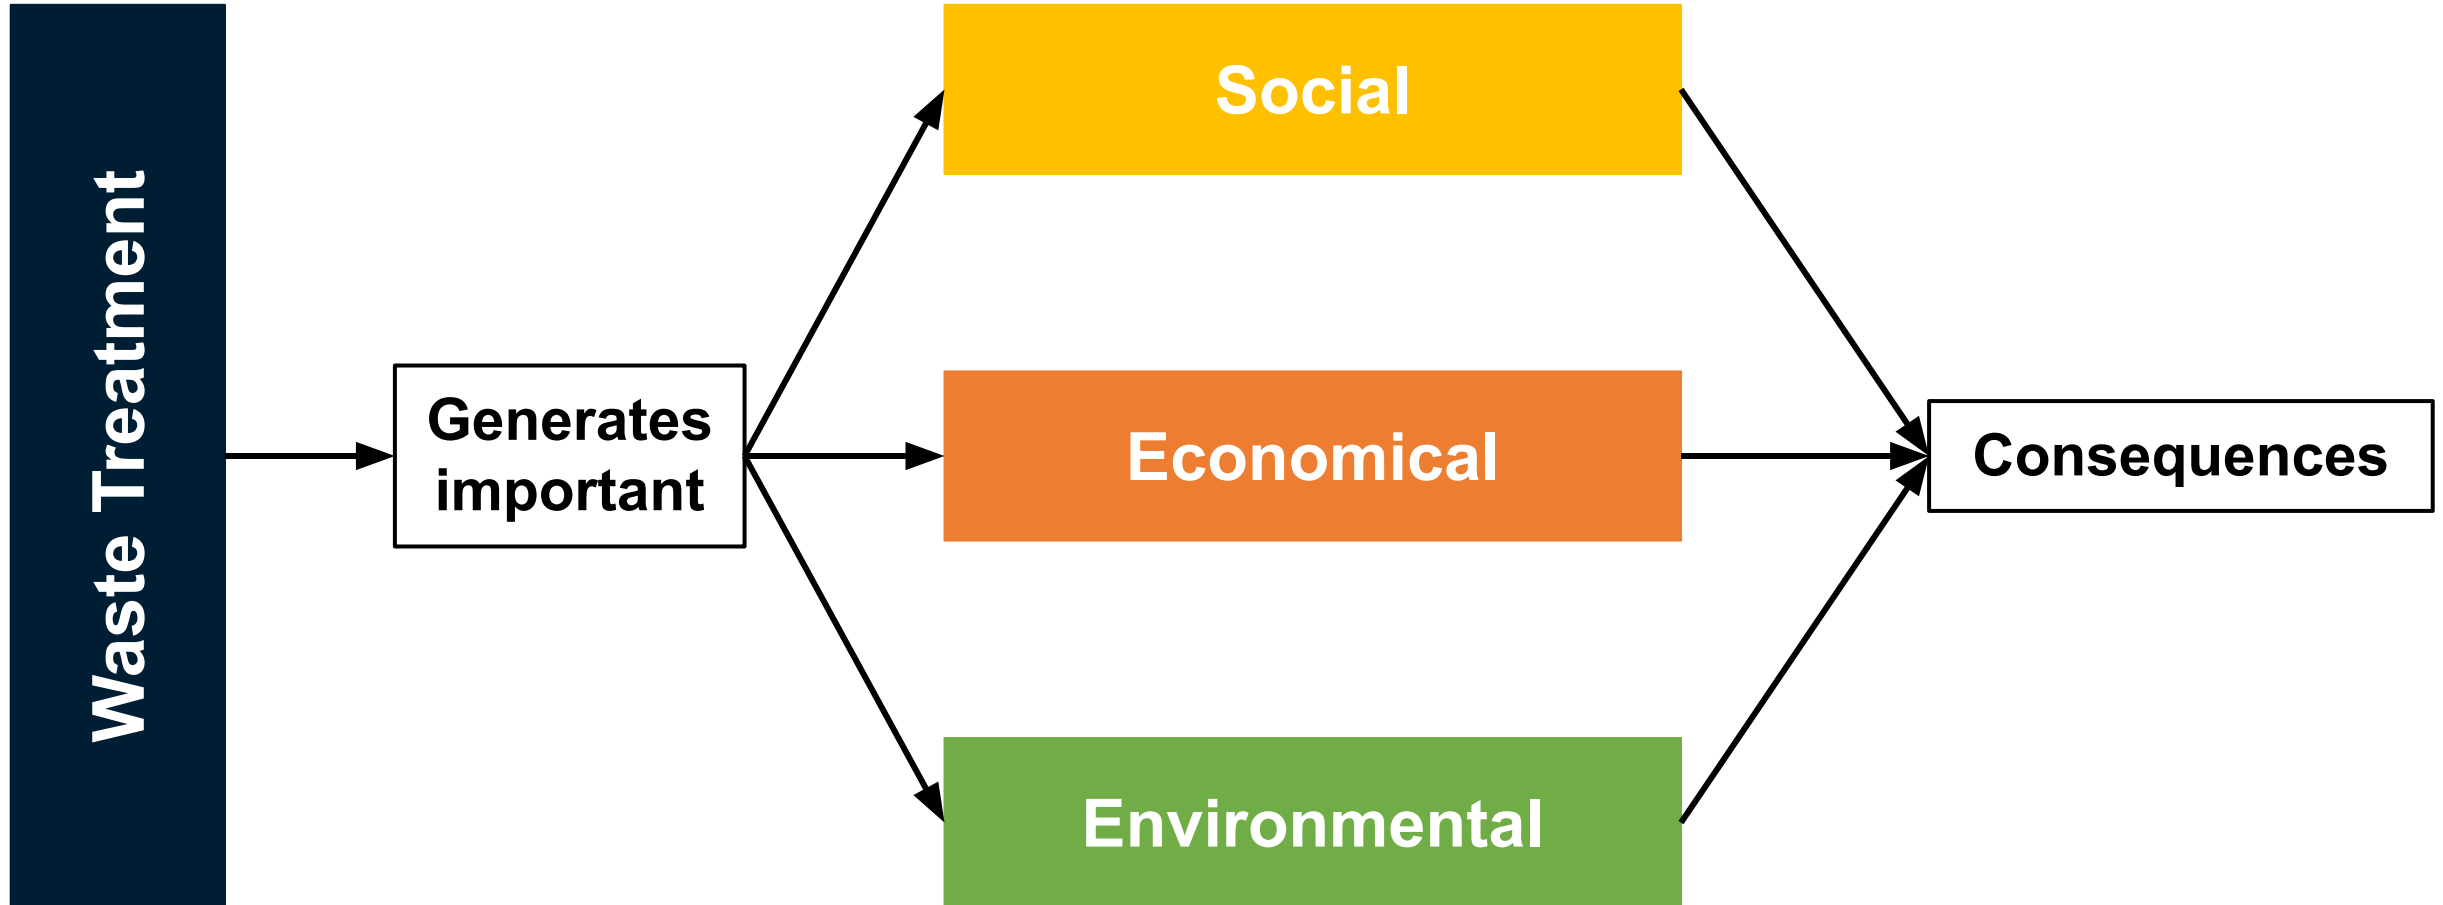 Waste Treatment
Generates
important
Social
Economical
Environmental
Consequences